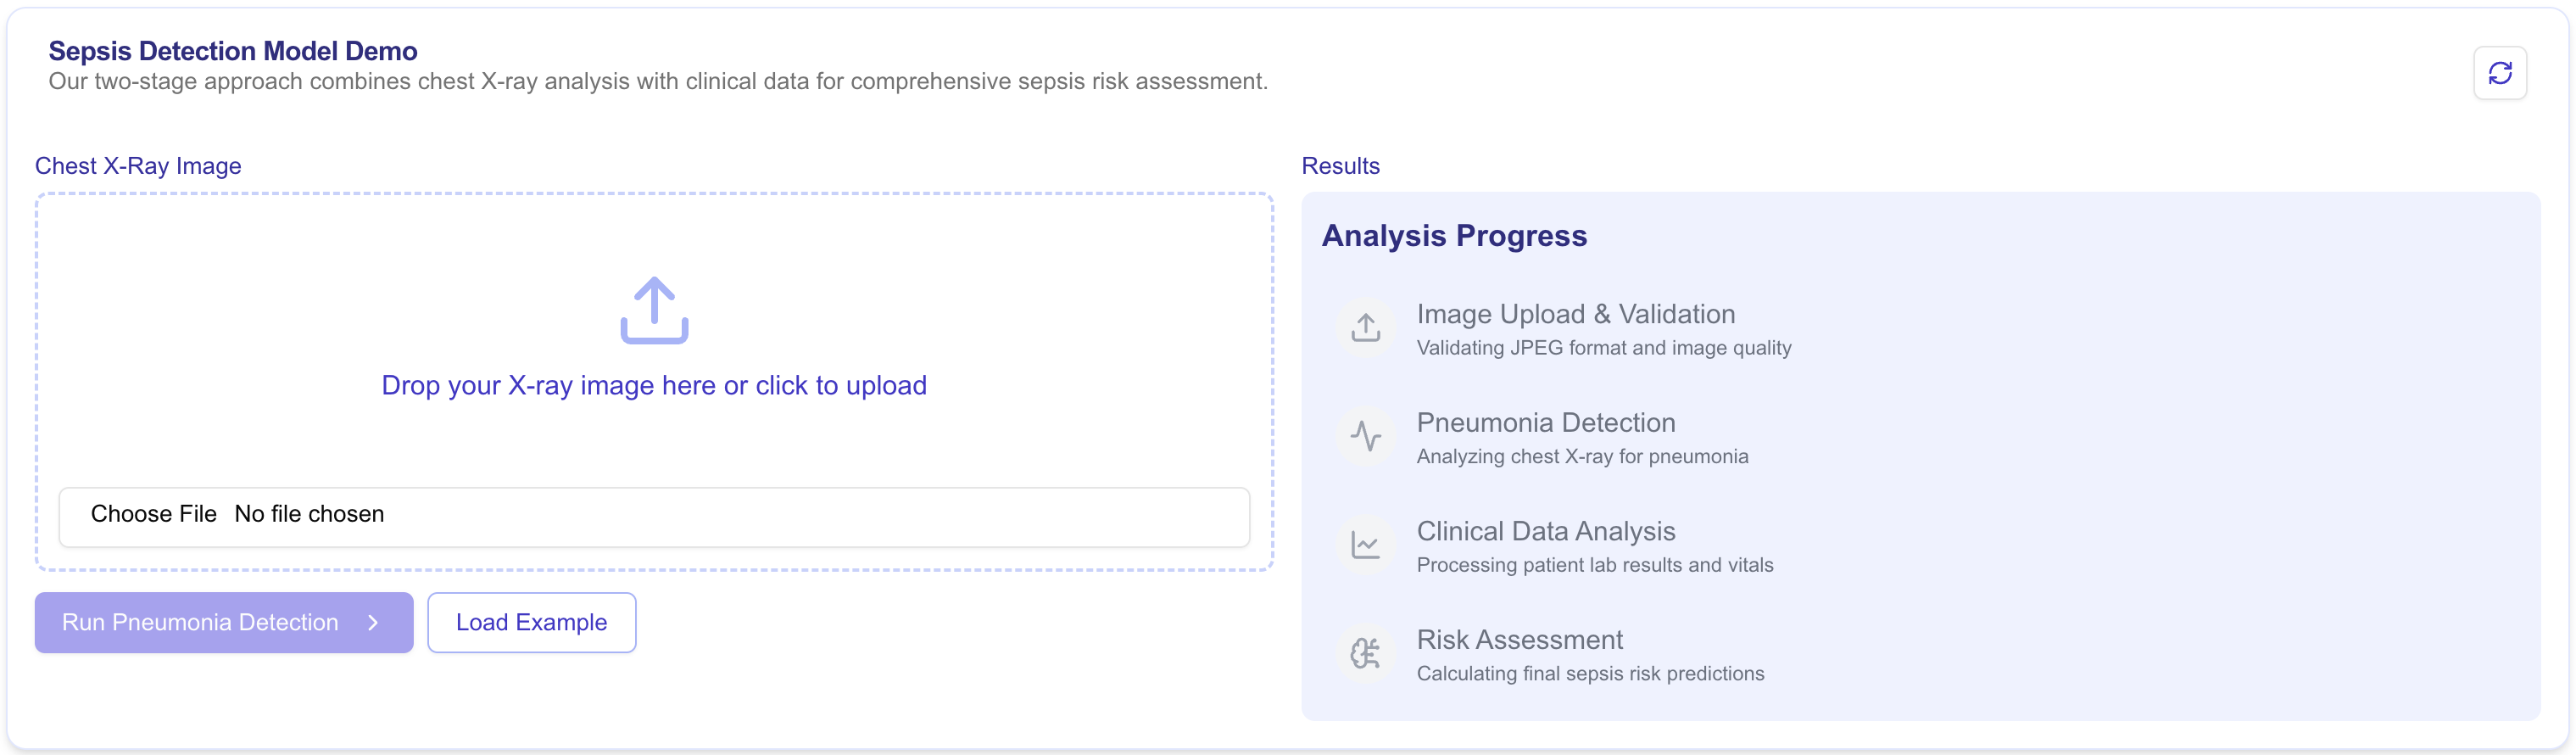 Sepsis Detection Model Demo
Our two-stage approach combines chest X-ray analysis with clinical data for comprehensive sepsis risk assessment.
Chest X-Ray Image
Drop your X-ray image here or click to upload
Choose File No file chosen
Run Pneumonia Detection
Load Example
Results
Analysis Progress
Image Upload & Validation
Validating JPEG format and image quality
Pneumonia Detection
Analyzing chest X-ray for pneumonia
Clinical Data Analysis
Processing patient lab results and vitals
Risk Assessment
Calculating final sepsis risk predictions